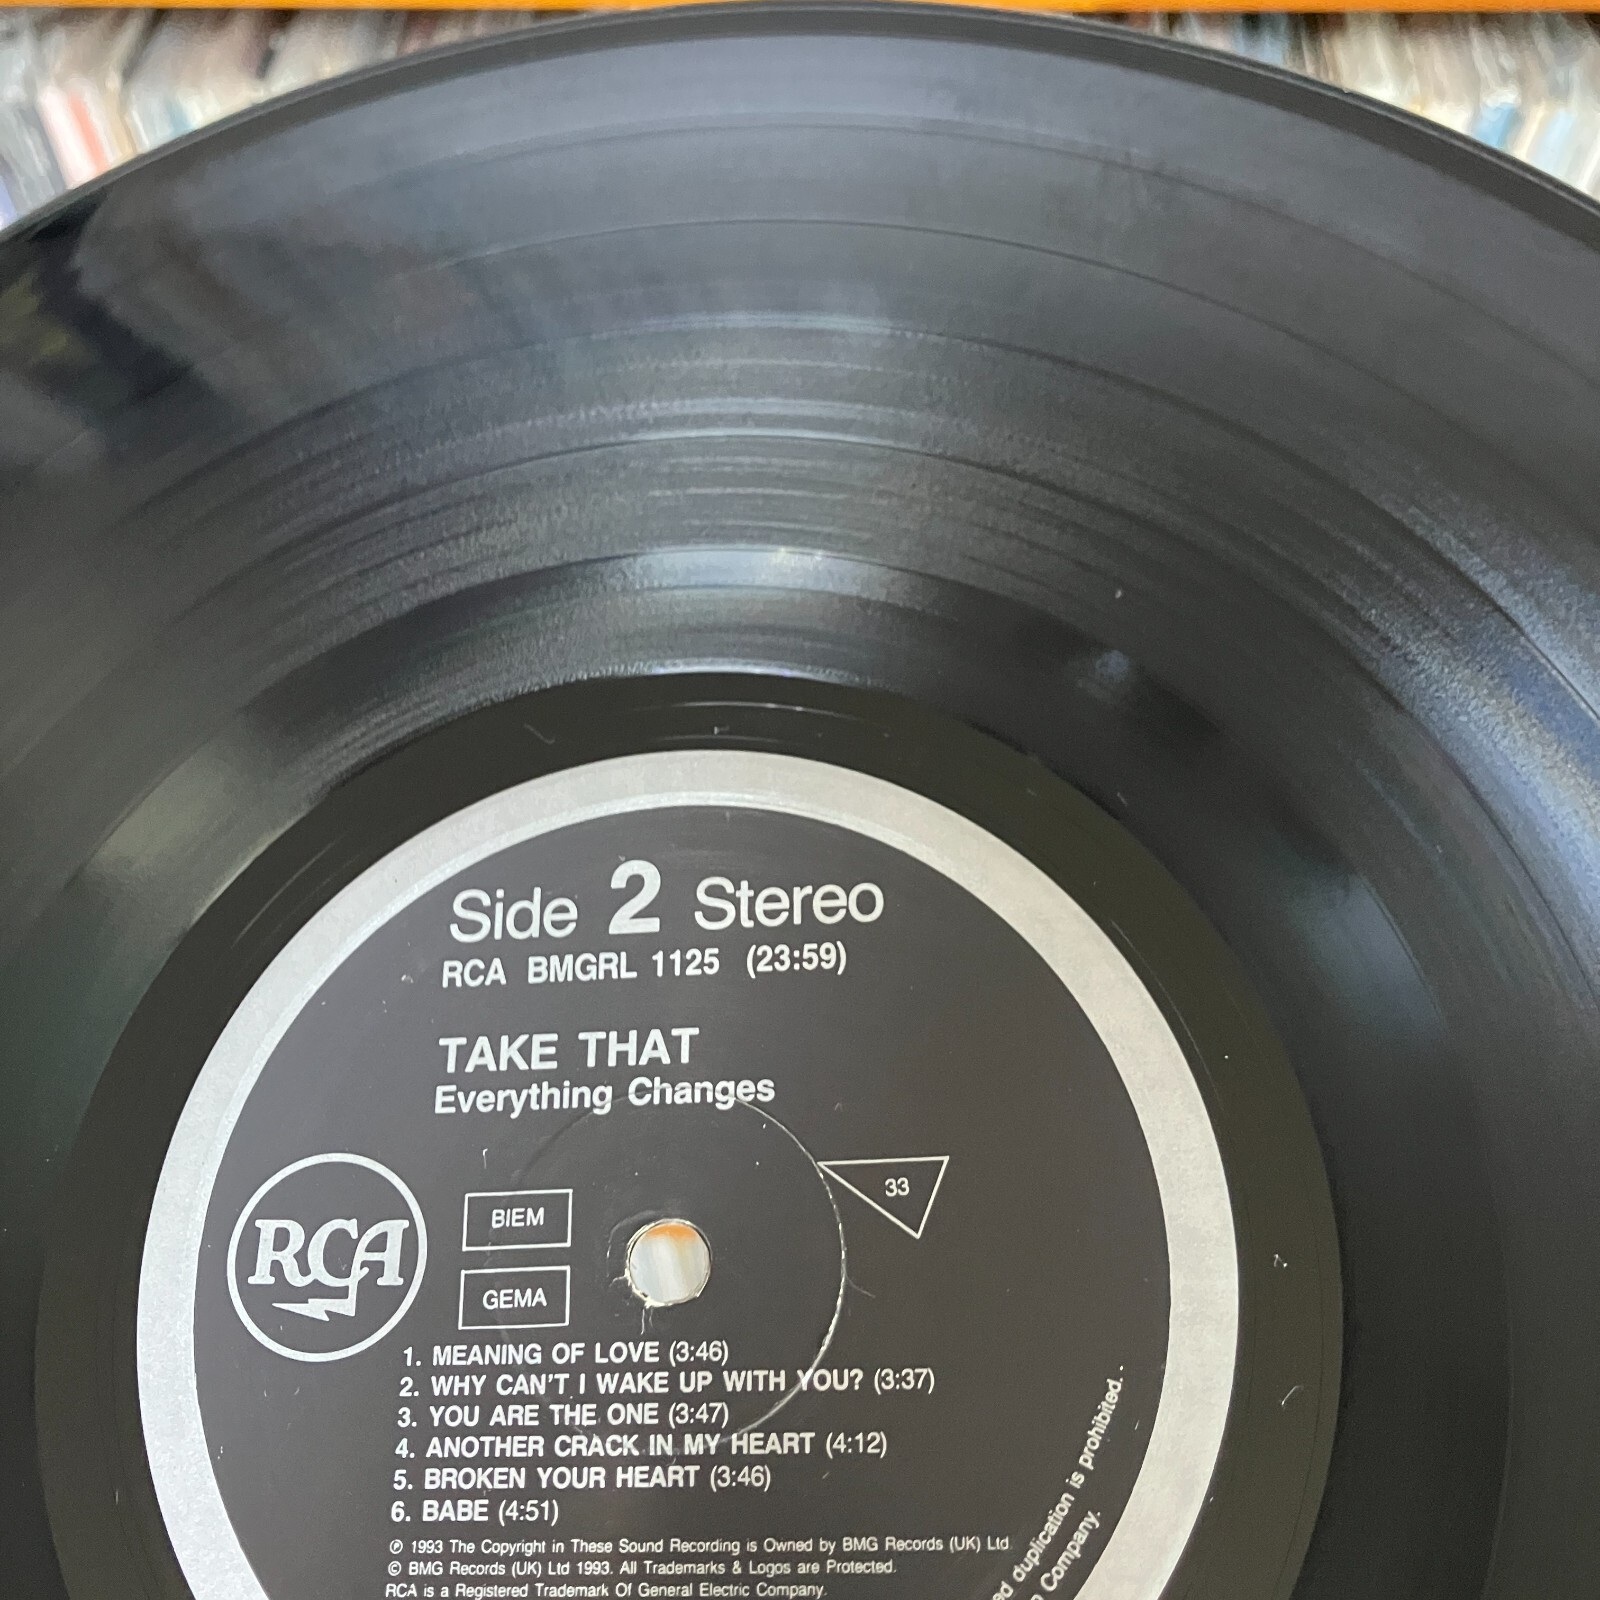 Side 2 Stereo
RCA BMGRL 1125 (23:59)
TAKE THAT
Everything Changes
33
BIEM
RCA
GEMA
1. MEANING OF LOVE (3:46)
2. WHY CAN'T I WAKE UP WITH YOU? (3:37)
3. YOU ARE THE ONE (3:47)
4. ANOTHER CRACK IN MY HEART (4:12)
5. BROKEN YOUR HEART (3:46)
6. BABE (4:51)
℗ 1993 The Copyright in These Sound Recording is Owned by BMG Records (UK) Ltd.
© BMG Records (UK) Ltd 1993. All Trademarks & Logos are Protected.
RCA is a Registered Trademark Of General Electric Company.
duplication is prohibited.
Company.